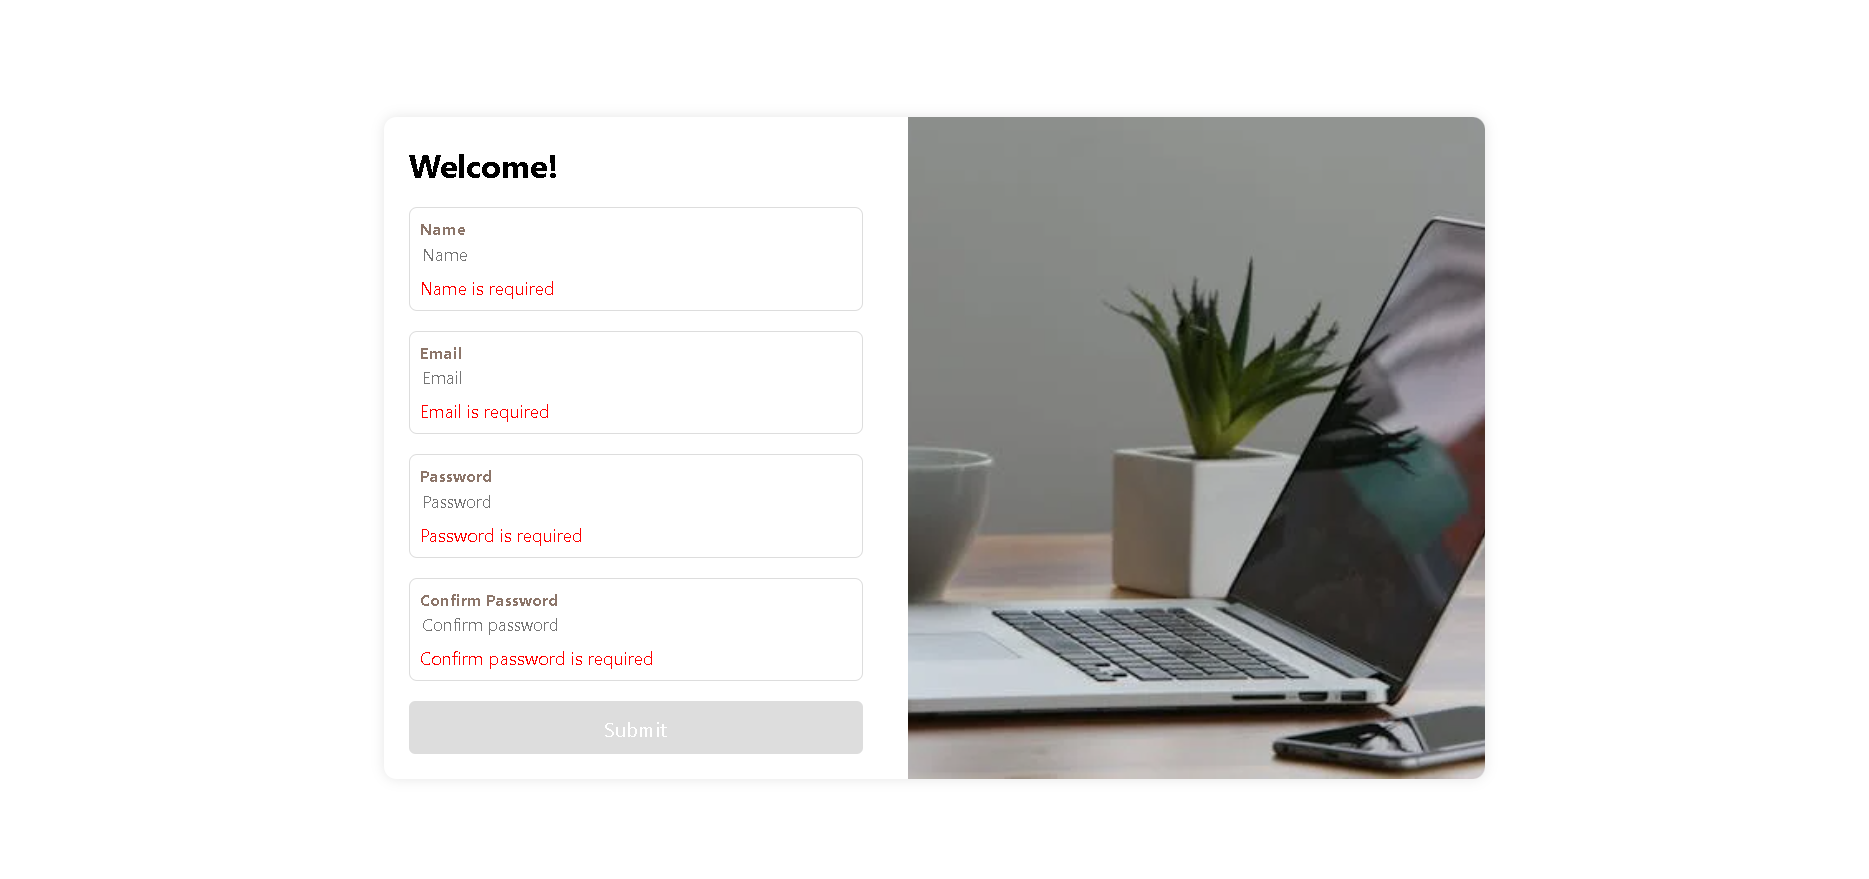 Welcome!
Name
Name
Name is required
Email
Email
Email is required
Password
Password
Password is required
Confirm Password
Confirm password
Confirm password is required
Submit